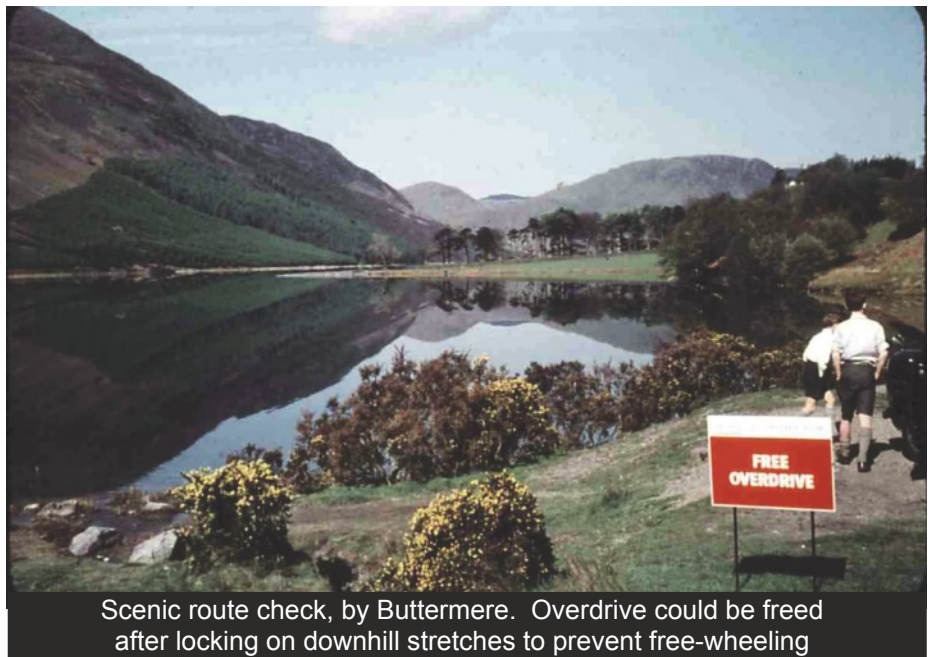 FREE
OVERDRIVE
Scenic route check, by Buttermere.  Overdrive could be freed
after locking on downhill stretches to prevent free-wheeling